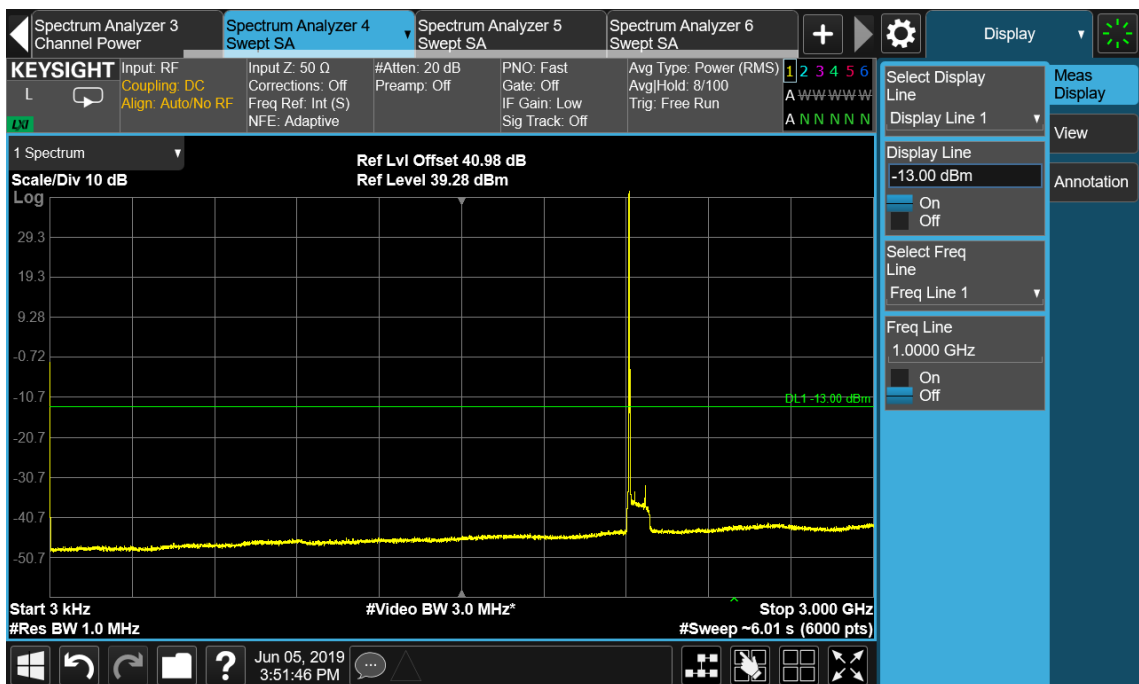 Spectrum Analyzer 3
Channel Power
Spectrum Analyzer 4
Swept SA
Spectrum Analyzer 5
Swept SA
Spectrum Analyzer 6
Swept SA
+
Display
KEYSIGHT
L
LXI
Input: RF
Coupling: DC
Align: Auto/No RF
Input Z: 50 Ω
Corrections: Off
Freq Ref: Int (S)
NFE: Adaptive
#Atten: 20 dB
Preamp: Off
PNO: Fast
Gate: Off
IF Gain: Low
Sig Track: Off
Avg Type: Power (RMS)
Avg|Hold: 8/100
Trig: Free Run
1 2 3 4 5 6
A W W W W W
A N N N N N
1 Spectrum
Scale/Div 10 dB
Log
Ref Lvl Offset 40.98 dB
Ref Level 39.28 dBm
29.3
19.3
9.28
-0.72
-10.7
-20.7
-30.7
-40.7
-50.7
DL1 -13.00 dBm
Start 3 kHz
#Res BW 1.0 MHz
#Video BW 3.0 MHz*
Stop 3.000 GHz
#Sweep ~6.01 s (6000 pts)
Select Display
Line
Display Line 1
Display Line
-13.00 dBm
On
Off
Select Freq
Line
Freq Line 1
Freq Line
1.0000 GHz
On
Off
Meas
Display
View
Annotation
?
Jun 05, 2019
3:51:46 PM